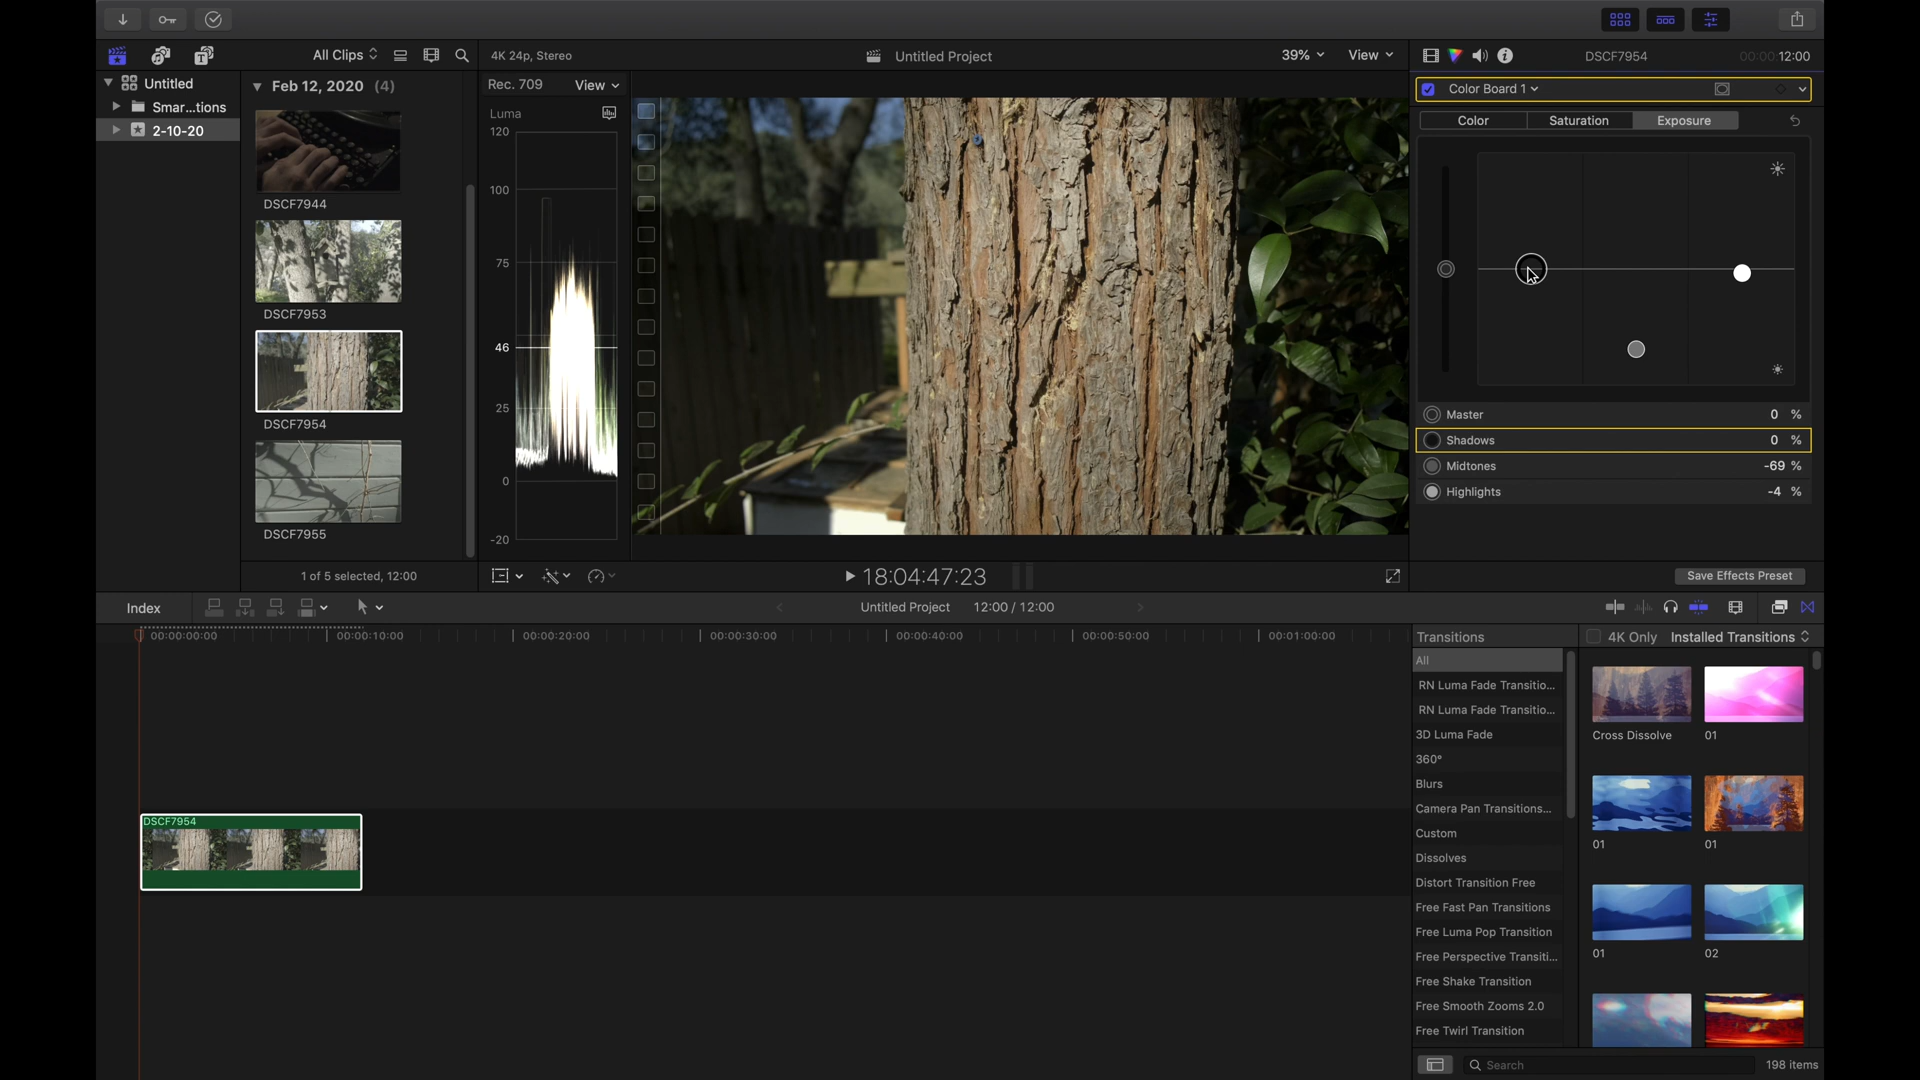 All Clips
4K 24p, Stereo
Untitled Project
39%
View
DSCF7954
00:00:00:12:00
Untitled
Smar...tions
2-10-20
Feb 12, 2020 (4)
DSCF7944
DSCF7953
DSCF7954
DSCF7955
1 of 5 selected, 12:00
Rec. 709
View
Luma
120
100
75
46
25
0
-20
18:04:47:23
Color Board 1
Color
Saturation
Exposure
Master 0 %
Shadows 0 %
Midtones -69 %
Highlights -4 %
Save Effects Preset
Index
Untitled Project
12:00 / 12:00
00:00:00:00
00:00:10:00
00:00:20:00
00:00:30:00
00:00:40:00
00:00:50:00
00:01:00:00
DSCF7954
Transitions
4K Only
Installed Transitions
All
RN Luma Fade Transitio...
RN Luma Fade Transitio...
3D Luma Fade
360°
Blurs
Camera Pan Transitions...
Custom
Dissolves
Distort Transition Free
Free Fast Pan Transitions
Free Luma Pop Transition
Free Perspective Transiti...
Free Shake Transition
Free Smooth Zooms 2.0
Free Twirl Transition
Cross Dissolve
01
01
01
01
02
Search
198 items